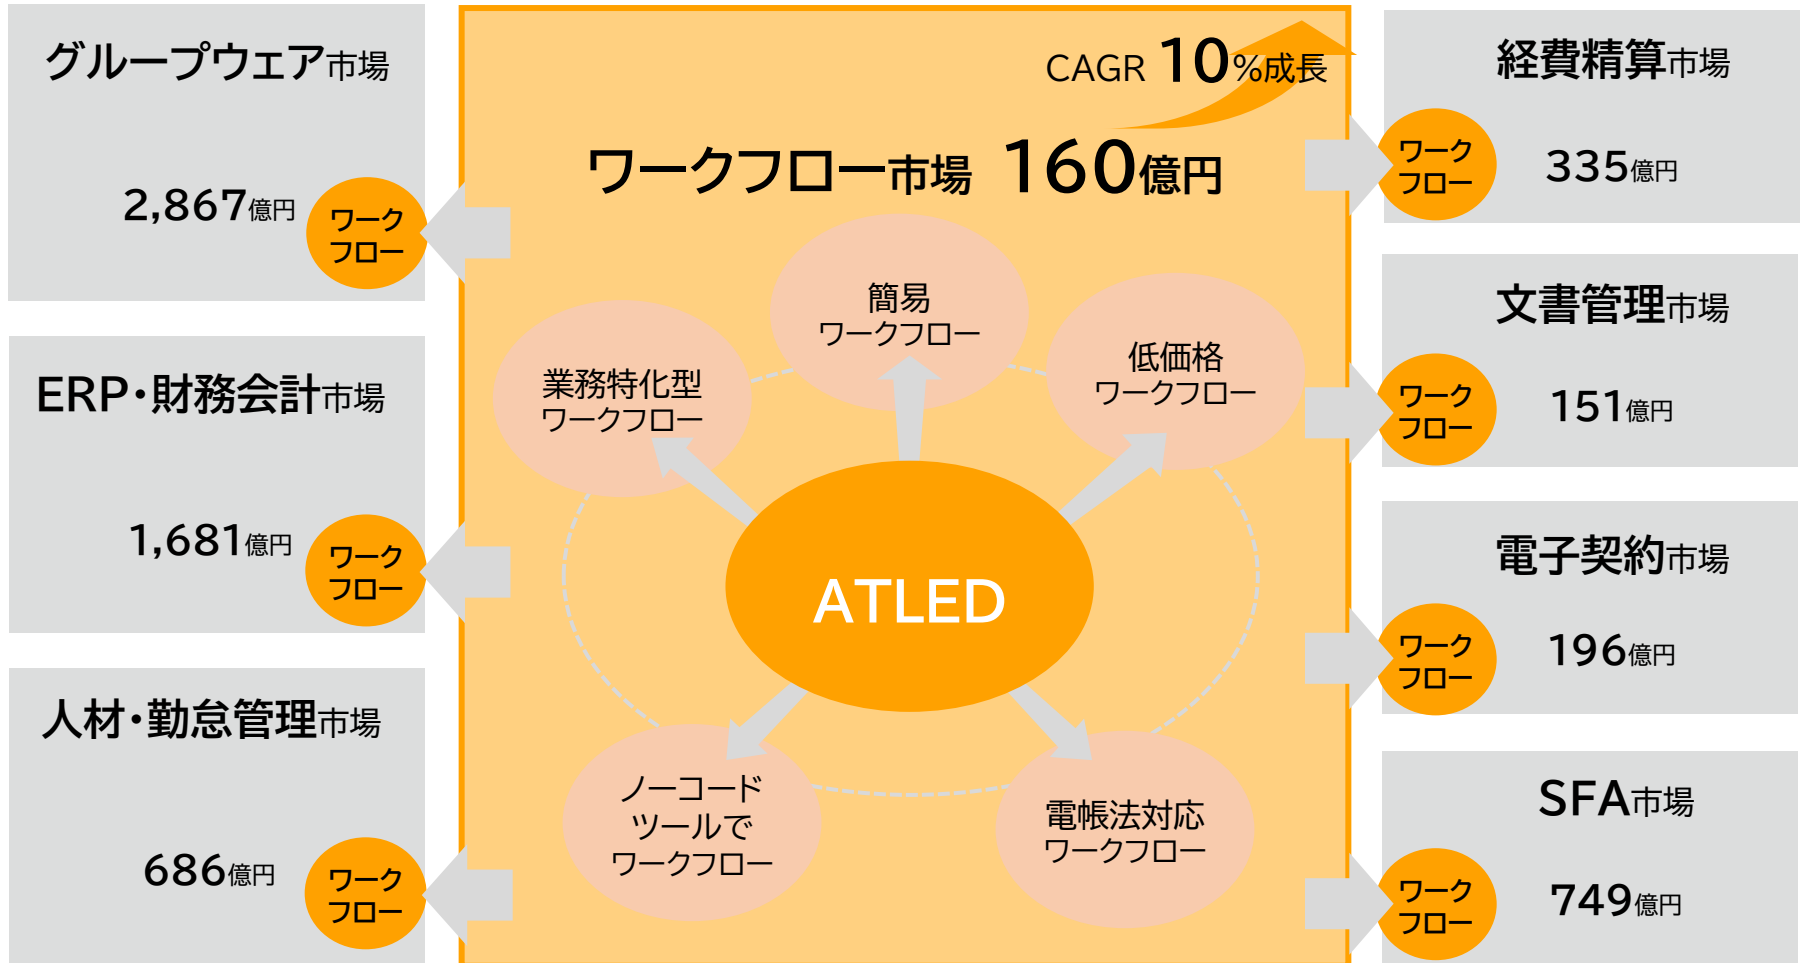 グループウェア市場
2,867億円
ワーク
フロー
ERP・財務会計市場
1,681億円
ワーク
フロー
人材・勤怠管理市場
686億円
ワーク
フロー
CAGR 10%成長
ワークフロー市場 160億円
簡易
ワークフロー
業務特化型
ワークフロー
低価格
ワークフロー
ATLED
ノーコード
ツールで
ワークフロー
電帳法対応
ワークフロー
経費精算市場
ワーク
フロー
335億円
文書管理市場
ワーク
フロー
151億円
電子契約市場
ワーク
フロー
196億円
SFA市場
ワーク
フロー
749億円